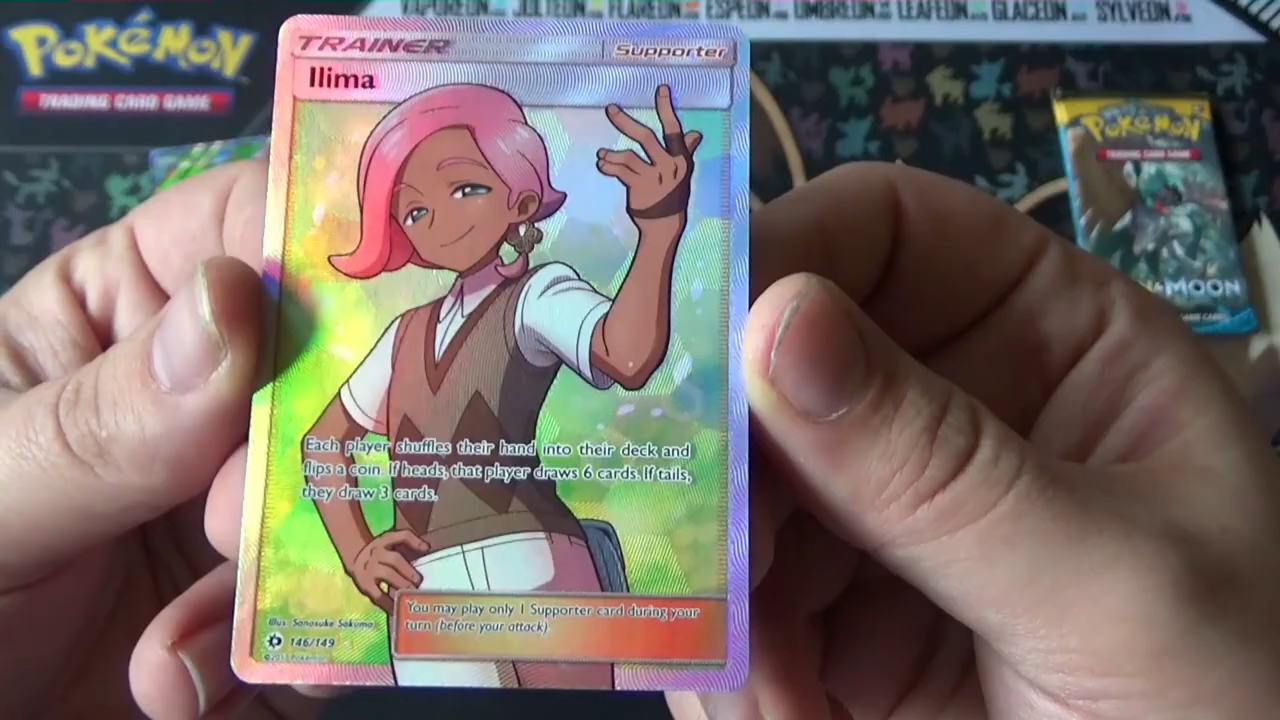 VAPOREON JOLTEON FLAREON ESPEON UMBREON LEAFEON GLACEON SYLVEON
POKéMON
TRADING CARD GAME
TRAINER
Supporter
Ilima
POKéMON
TRADING CARD GAME
MOON
Each player shuffles their hand into their deck and
flips a coin. If heads, that player draws 6 cards. If tails,
they draw 3 cards.
You may play only 1 Supporter card during your
turn (before your attack).
Illus. Sanosuke Sakuma
146/149